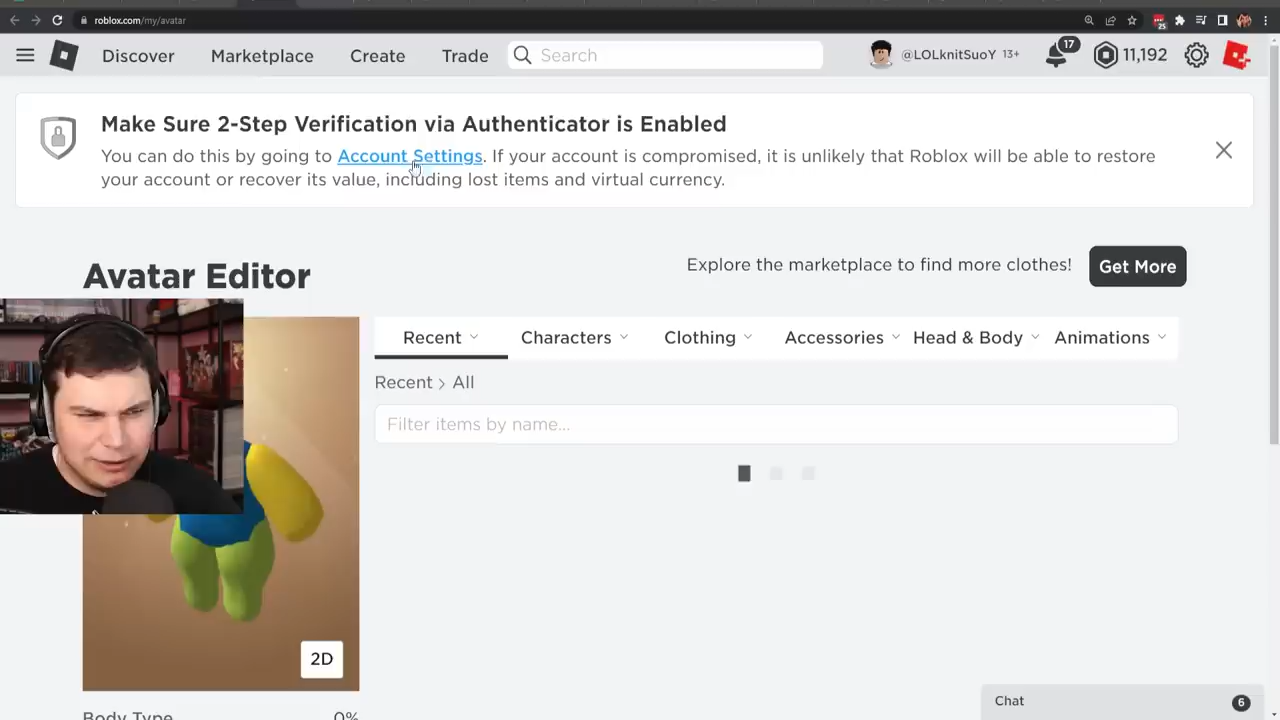 roblox.com/my/avatar
25
Discover
Marketplace
Create
Trade
Search
@LOLknitSuoY 13+
17
11,192
Make Sure 2-Step Verification via Authenticator is Enabled
You can do this by going to Account Settings. If your account is compromised, it is unlikely that Roblox will be able to restore
your account or recover its value, including lost items and virtual currency.
Avatar Editor
Explore the marketplace to find more clothes!
Get More
Recent
Characters
Clothing
Accessories
Head & Body
Animations
Recent > All
Filter items by name...
2D
Body Type
0%
Chat
6